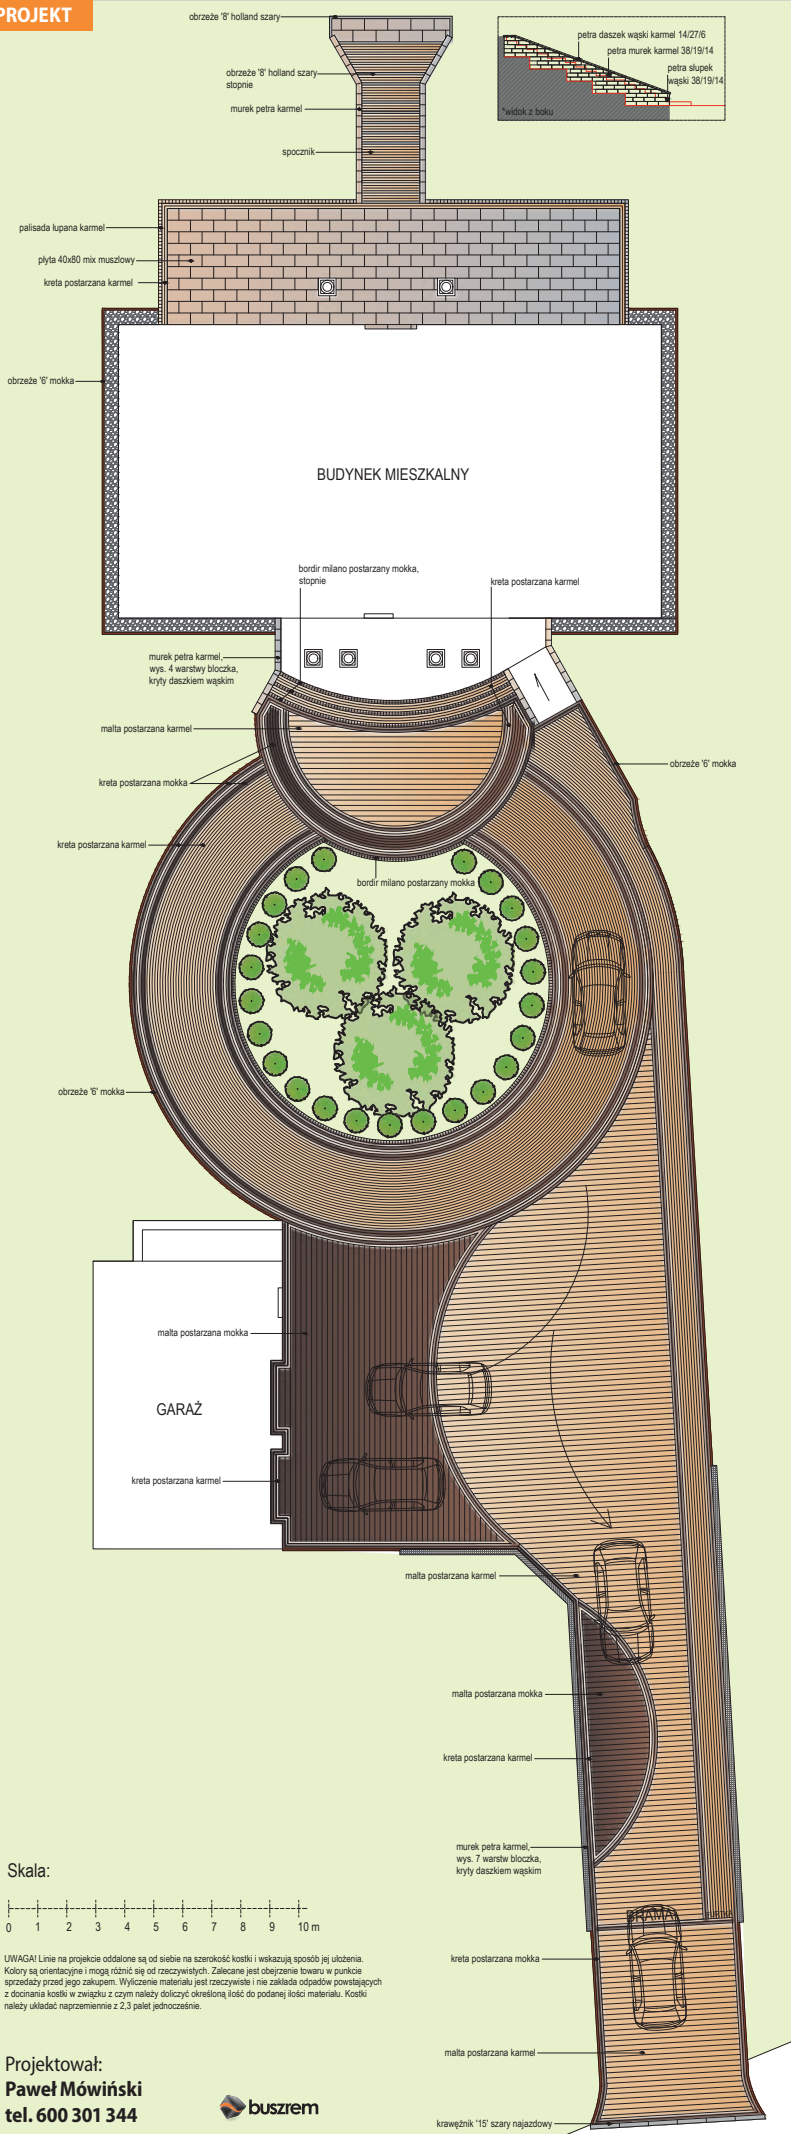 PROJEKT
obrzeże '8' holland szary
obrzeże '8' holland szary
stopnie
murek petra karmel
spocznik
petra daszek wąski karmel 14/27/6
petra murek karmel 38/19/14
petra słupek
wąski 38/19/14
*widok z boku
palisada łupana karmel
płyta 40x80 mix muszlowy
kreta postarzana karmel
obrzeże '6' mokka
BUDYNEK MIESZKALNY
bordir milano postarzany mokka,
stopnie
kreta postarzana karmel
murek petra karmel,
wys. 4 warstwy bloczka,
kryty daszkiem wąskim
malta postarzana karmel
obrzeże '6' mokka
kreta postarzana mokka
kreta postarzana karmel
bordir milano postarzany mokka
obrzeże '6' mokka
malta postarzana mokka
GARAŻ
kreta postarzana karmel
malta postarzana karmel
malta postarzana mokka
kreta postarzana karmel
murek petra karmel,
wys. 7 warstw bloczka,
kryty daszkiem wąskim
BRAMA
FURTKA
kreta postarzana mokka
malta postarzana karmel
krawężnik '15' szary najazdowy
Skala:
0 1 2 3 4 5 6 7 8 9 10 m
UWAGA! Linie na projekcie oddalone są od siebie na szerokość kostki i wskazują sposób jej ułożenia.
Kolory są orientacyjne i mogą różnić się od rzeczywistych. Zalecane jest obejrzenie towaru w punkcie
sprzedaży przed jego zakupem. Wyliczenie materiału jest rzeczywiste i nie zakłada odpadów powstających
z docinania kostki w związku z czym należy doliczyć określoną ilość do podanej ilości materiału. Kostki
należy układać naprzemiennie z 2,3 palet jednocześnie.
Projektował:
Paweł Mówiński
tel. 600 301 344
buszrem